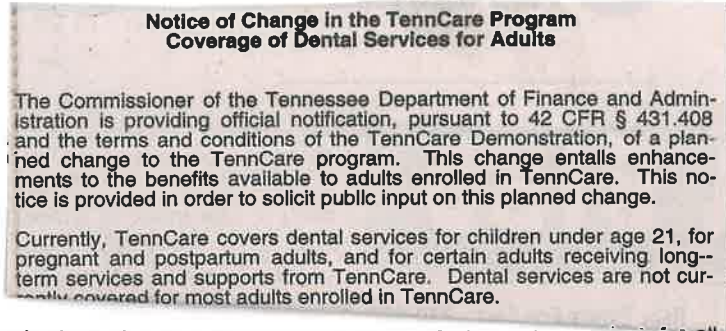 Notice of Change in the TennCare Program
Coverage of Dental Services for Adults
The Commissioner of the Tennessee Department of Finance and Admin-
istration is providing official notification, pursuant to 42 CFR § 431.408
and the terms and conditions of the TennCare Demonstration, of a plan-
ned change to the TennCare program. This change entails enhance-
ments to the benefits available to adults enrolled in TennCare. This no-
tice is provided in order to solicit public input on this planned change.
Currently, TennCare covers dental services for children under age 21, for
pregnant and postpartum adults, and for certain adults receiving long--
term services and supports from TennCare. Dental services are not cur-
rently covered for most adults enrolled in TennCare.